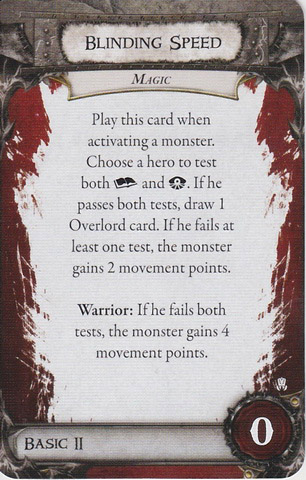 BLINDING SPEED
MAGIC
Play this card when
activating a monster.
Choose a hero to test
both and . If he
passes both tests, draw 1
Overlord card. If he fails at
least one test, the monster
gains 2 movement points.
Warrior: If he fails both
tests, the monster gains 4
movement points.
BASIC II
0